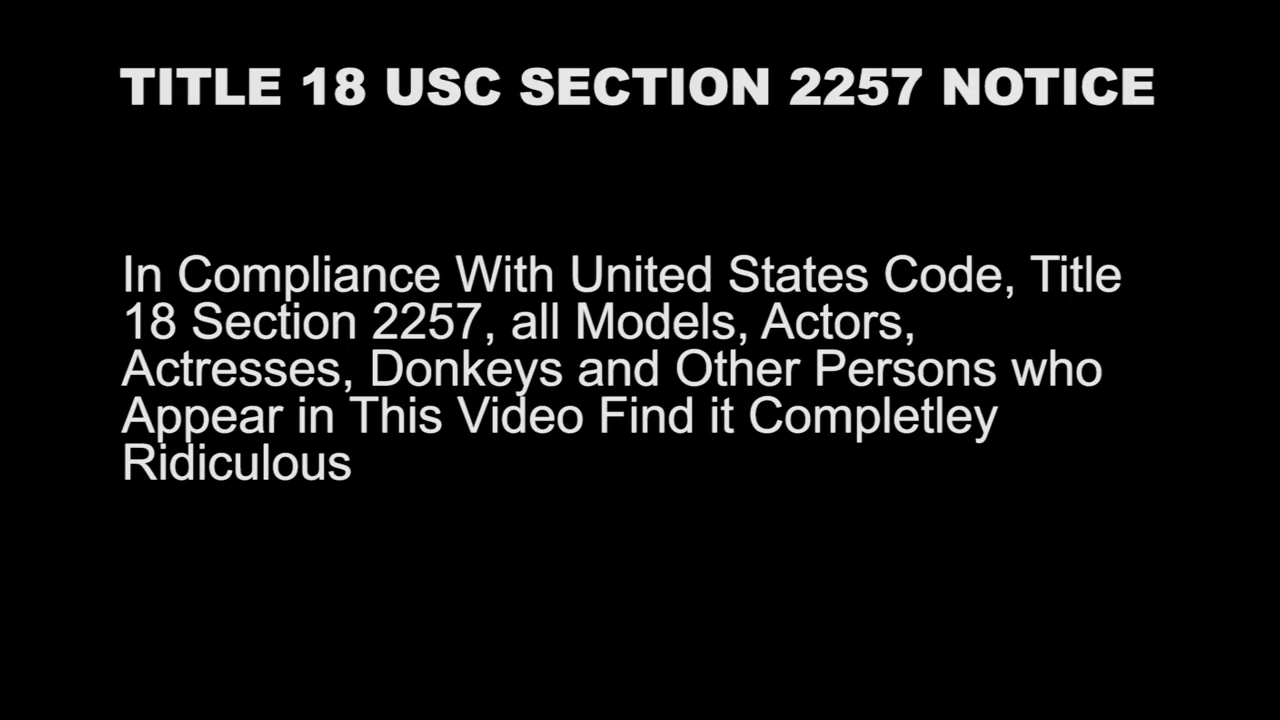 TITLE 18 USC SECTION 2257 NOTICE
In Compliance With United States Code, Title
18 Section 2257, all Models, Actors,
Actresses, Donkeys and Other Persons who
Appear in This Video Find it Completley
Ridiculous